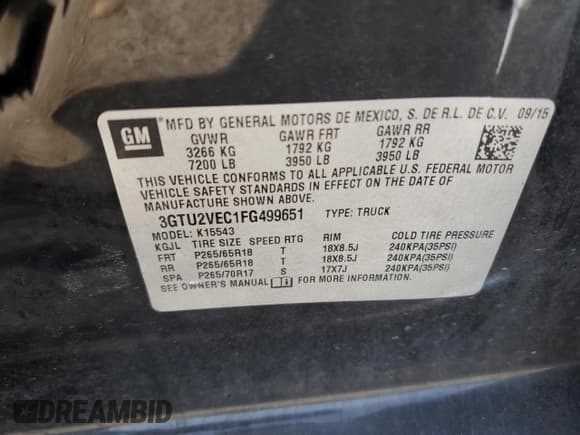 GM
MFD BY GENERAL MOTORS DE MEXICO, S. DE R.L. DE C.V. 09/15
GVWR GAWR FRT GAWR RR
3266 KG 1792 KG 1792 KG
7200 LB 3950 LB 3950 LB
THIS VEHICLE CONFORMS TO ALL APPLICABLE U.S. FEDERAL MOTOR
VEHICLE SAFETY STANDARDS IN EFFECT ON THE DATE OF
MANUFACTURE SHOWN ABOVE.
3GTU2VEC1FG499651 TYPE: TRUCK
MODEL: K15543
KGJL TIRE SIZE SPEED RTG RIM COLD TIRE PRESSURE
FRT P265/65R18 T 18X8.5J 240KPA(35PSI)
RR P265/65R18 T 18X8.5J 240KPA(35PSI)
SPA P265/70R17 S 17X7J 240KPA(35PSI)
SEE OWNER'S MANUAL i FOR MORE INFORMATION.
DREAMBID